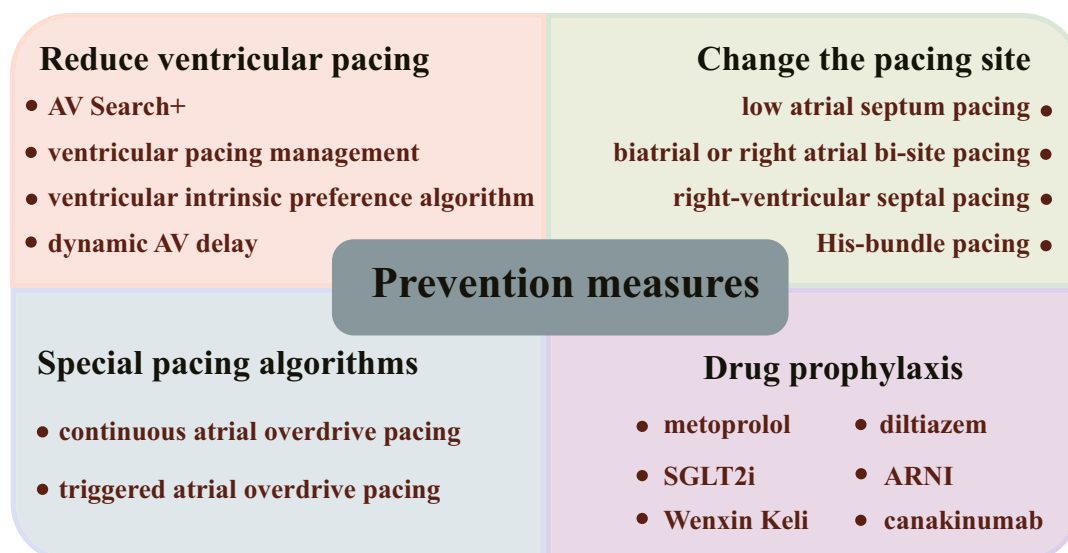 Reduce ventricular pacing
• AV Search+
• ventricular pacing management
• ventricular intrinsic preference algorithm
• dynamic AV delay
Change the pacing site
low atrial septum pacing •
biatrial or right atrial bi-site pacing •
right-ventricular septal pacing •
His-bundle pacing •
Prevention measures
Special pacing algorithms
• continuous atrial overdrive pacing
• triggered atrial overdrive pacing
Drug prophylaxis
• metoprolol • diltiazem
• SGLT2i • ARNI
• Wenxin Keli • canakinumab